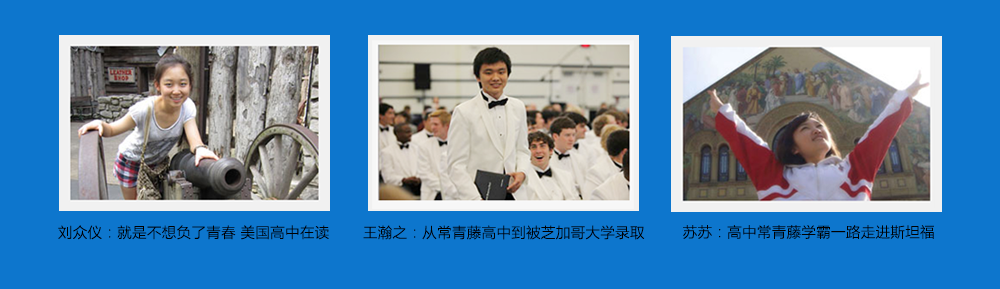 LEATHER
SHOP
刘众仪：就是不想负了青春 美国高中在读
王瀚之：从常青藤高中到被芝加哥大学录取
苏苏：高中常青藤学霸一路走进斯坦福